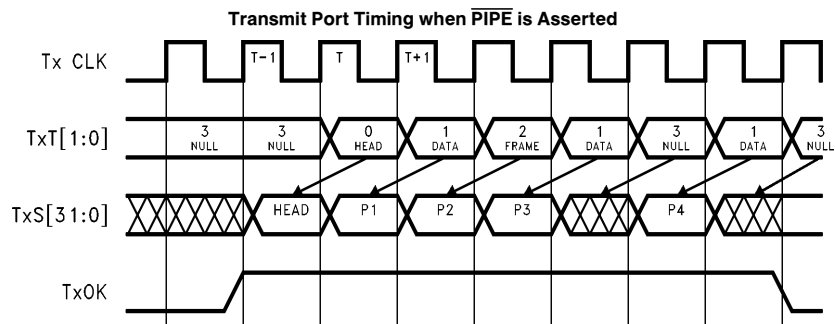 Transmit Port Timing when PIPE is Asserted
Tx CLK
T-1
T
T+1
TxT[1:0]
3 NULL
3 NULL
0 HEAD
1 DATA
2 FRAME
1 DATA
3 NULL
1 DATA
3 NULL
TxS[31:0]
HEAD
P1
P2
P3
P4
TxOK